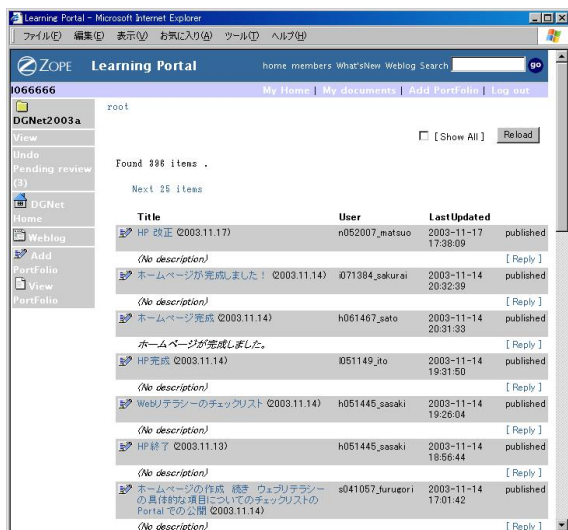 Learning Portal - Microsoft Internet Explorer
ファイル(F) 編集(E) 表示(V) お気に入り(A) ツール(T) ヘルプ(H)
ZOPE Learning Portal home members What'sNew Weblog Search go
I066666 My Home | My documents | Add PortFolio | Log out
DGNet2003a
root
View
[Show All] Reload
Undo
Pending review
(3)
Found 396 items .
DGNet
Home
Next 25 items
Weblog
Add
PortFolio
View
PortFolio
Title User LastUpdated
HP 改正 (2003.11.17) n052007_matsuo 2003-11-17 published
17:38:09
(No description) [ Reply ]
ホームページが完成しました! (2003.11.14) i071384_sakurai 2003-11-14 published
20:32:39
(No description) [ Reply ]
ホームページ完成 (2003.11.14) h061467_sato 2003-11-14 published
20:31:33
ホームページが完成しました。 [ Reply ]
HP完成 (2003.11.14) l051149_ito 2003-11-14 published
19:31:50
(No description) [ Reply ]
Webリテラシーのチェックリスト (2003.11.14) h051445_sasaki 2003-11-14 published
19:26:04
(No description) [ Reply ]
HP終了 (2003.11.13) h051445_sasaki 2003-11-14 published
18:56:44
(No description) [ Reply ]
ホームページの作成 続き ウェブリテラシー s041057_furugori 2003-11-14 published
の具体的な項目についてのチェックリストの 17:01:42
Portal での公開 (2003.11.14)
(No description) [ Reply ]